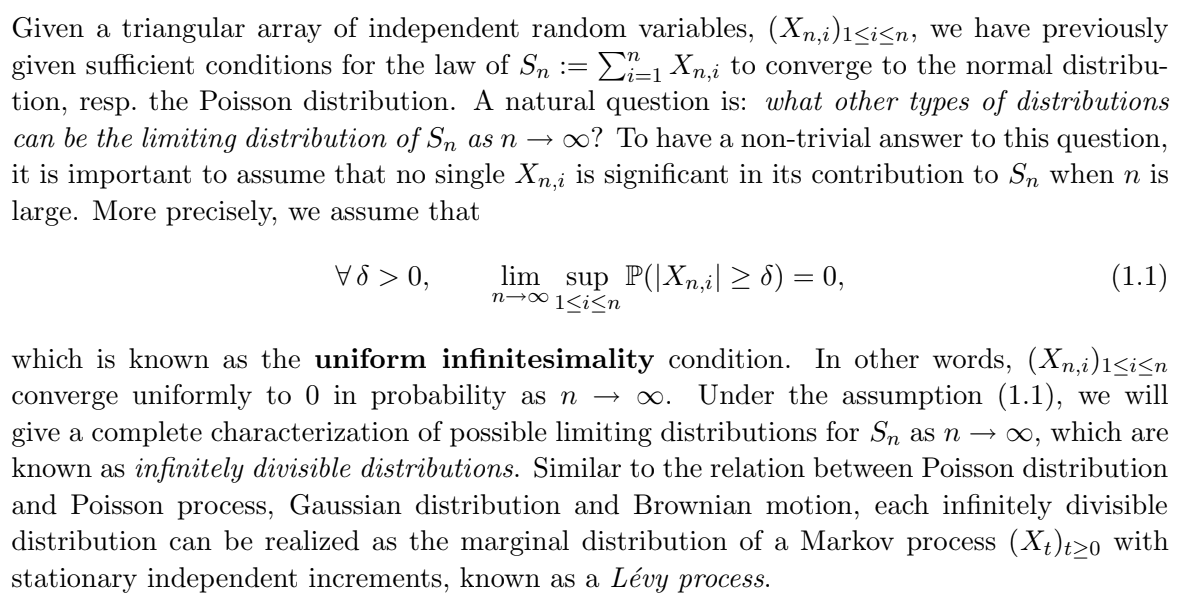 Given a triangular array of independent random variables, $(X_{n,i})_{1\leq i\leq n}$, we have previously
given sufficient conditions for the law of $S_n := \sum_{i=1}^{n} X_{n,i}$ to converge to the normal distribu-
tion, resp. the Poisson distribution. A natural question is: what other types of distributions
can be the limiting distribution of $S_n$ as $n \to \infty$? To have a non-trivial answer to this question,
it is important to assume that no single $X_{n,i}$ is significant in its contribution to $S_n$ when $n$ is
large. More precisely, we assume that
$\forall\, \delta > 0, \qquad \lim_{n\to\infty} \sup_{1\leq i\leq n} \mathbb{P}(|X_{n,i}| \geq \delta) = 0,$ (1.1)
which is known as the uniform infinitesimality condition. In other words, $(X_{n,i})_{1\leq i\leq n}$
converge uniformly to 0 in probability as $n \to \infty$. Under the assumption (1.1), we will
give a complete characterization of possible limiting distributions for $S_n$ as $n \to \infty$, which are
known as infinitely divisible distributions. Similar to the relation between Poisson distribution
and Poisson process, Gaussian distribution and Brownian motion, each infinitely divisible
distribution can be realized as the marginal distribution of a Markov process $(X_t)_{t\geq 0}$ with
stationary independent increments, known as a Lévy process.